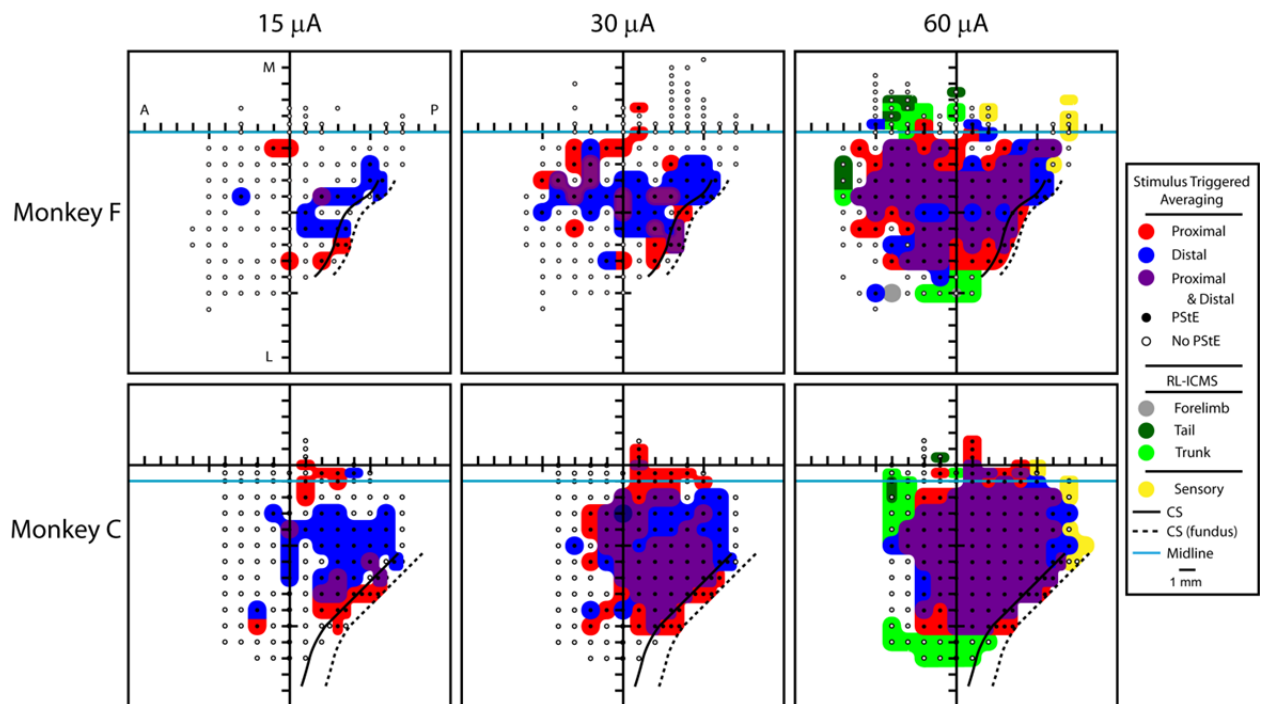 15 µA
30 µA
60 µA
Monkey F
M
A
P
L
Monkey C
Stimulus Triggered
Averaging
Proximal
Distal
Proximal
& Distal
PStE
No PStE
RL-ICMS
Forelimb
Tail
Trunk
Sensory
CS
CS (fundus)
Midline
1 mm